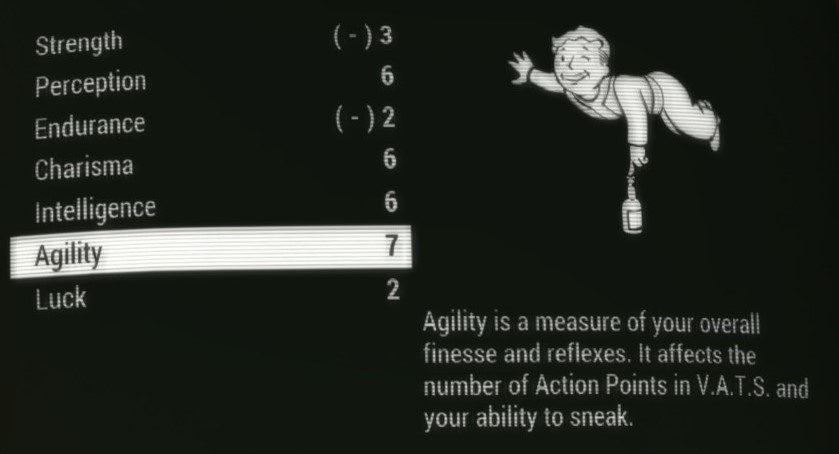 Strength (-) 3
Perception 6
Endurance (-) 2
Charisma 6
Intelligence 6
Agility 7
Luck 2
Agility is a measure of your overall
finesse and reflexes. It affects the
number of Action Points in V.A.T.S. and
your ability to sneak.